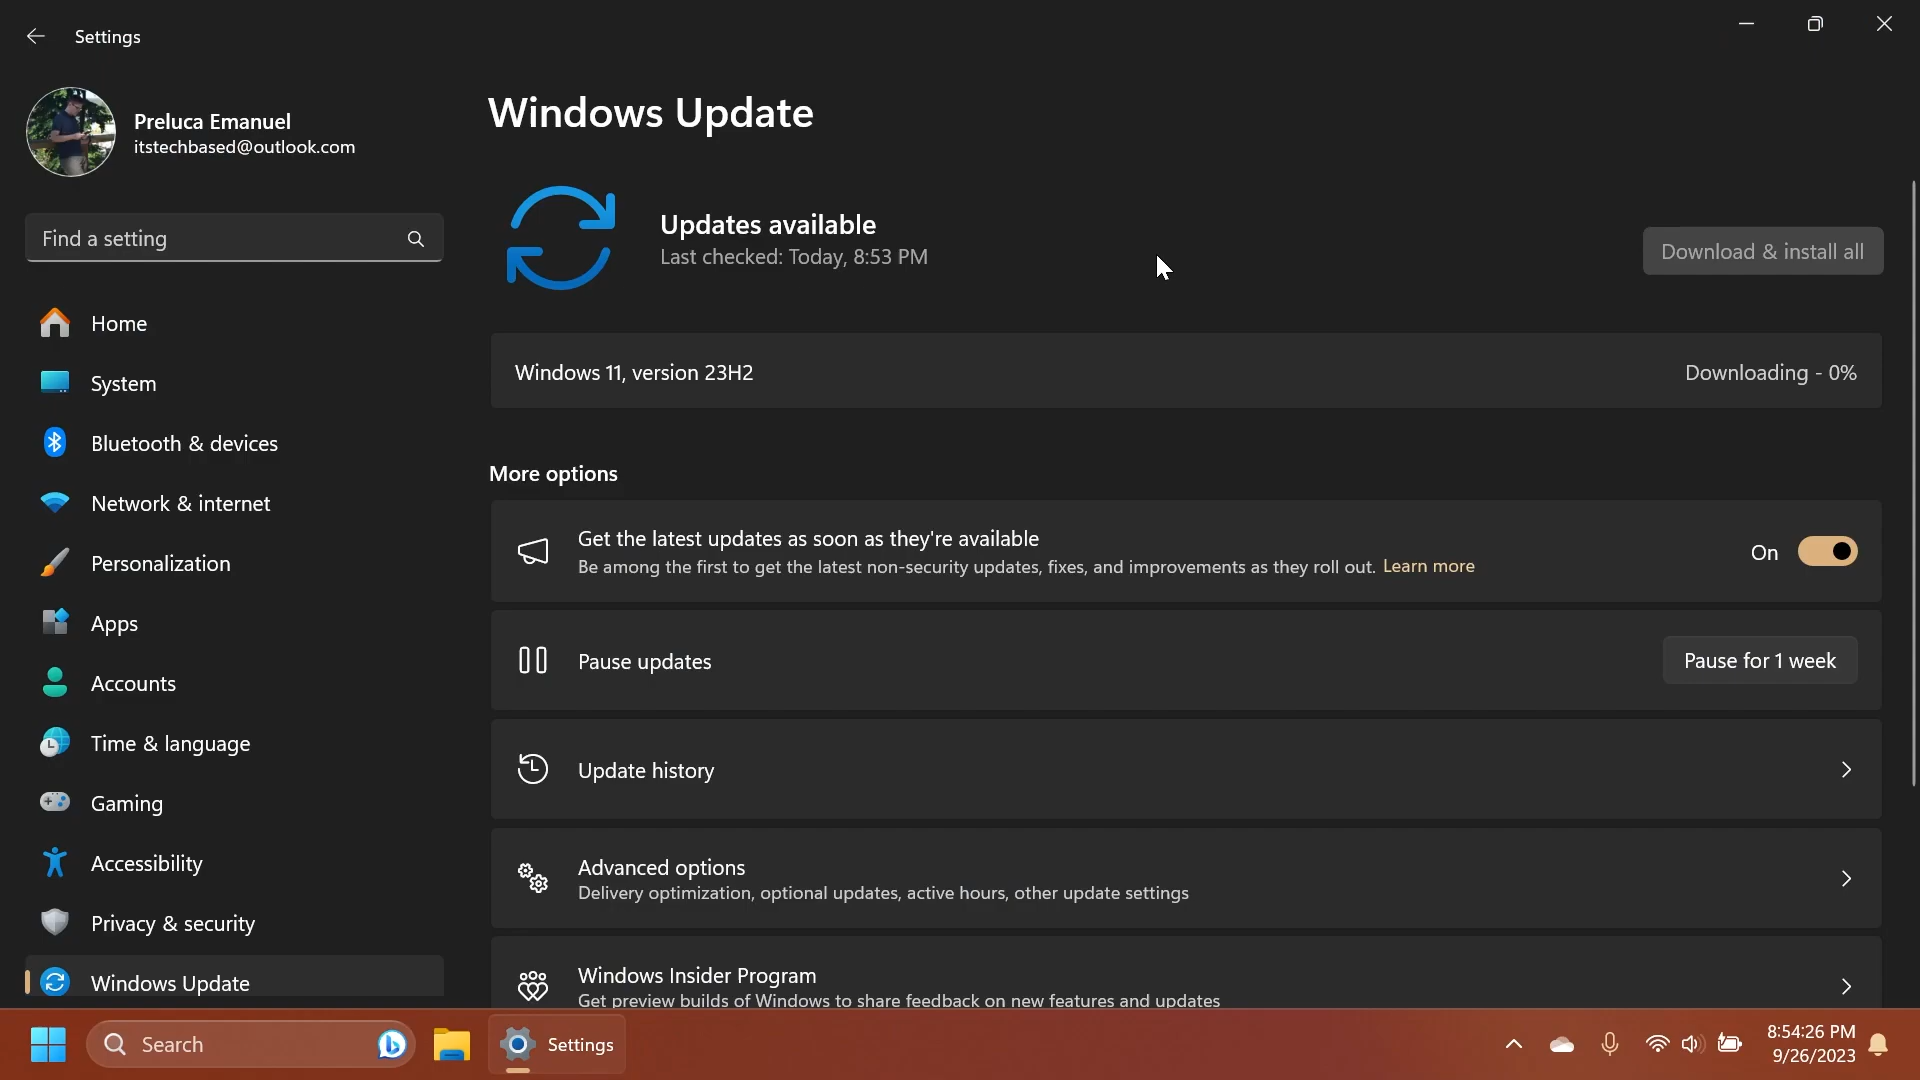 Settings
Preluca Emanuel
itstechbased@outlook.com
Find a setting
Home
System
Bluetooth & devices
Network & internet
Personalization
Apps
Accounts
Time & language
Gaming
Accessibility
Privacy & security
Windows Update
Windows Update
Updates available
Last checked: Today, 8:53 PM
Download & install all
Windows 11, version 23H2
Downloading - 0%
More options
Get the latest updates as soon as they're available
Be among the first to get the latest non-security updates, fixes, and improvements as they roll out. Learn more
On
Pause updates
Pause for 1 week
Update history
Advanced options
Delivery optimization, optional updates, active hours, other update settings
Windows Insider Program
Get preview builds of Windows to share feedback on new features and updates
Search
Settings
8:54:26 PM
9/26/2023